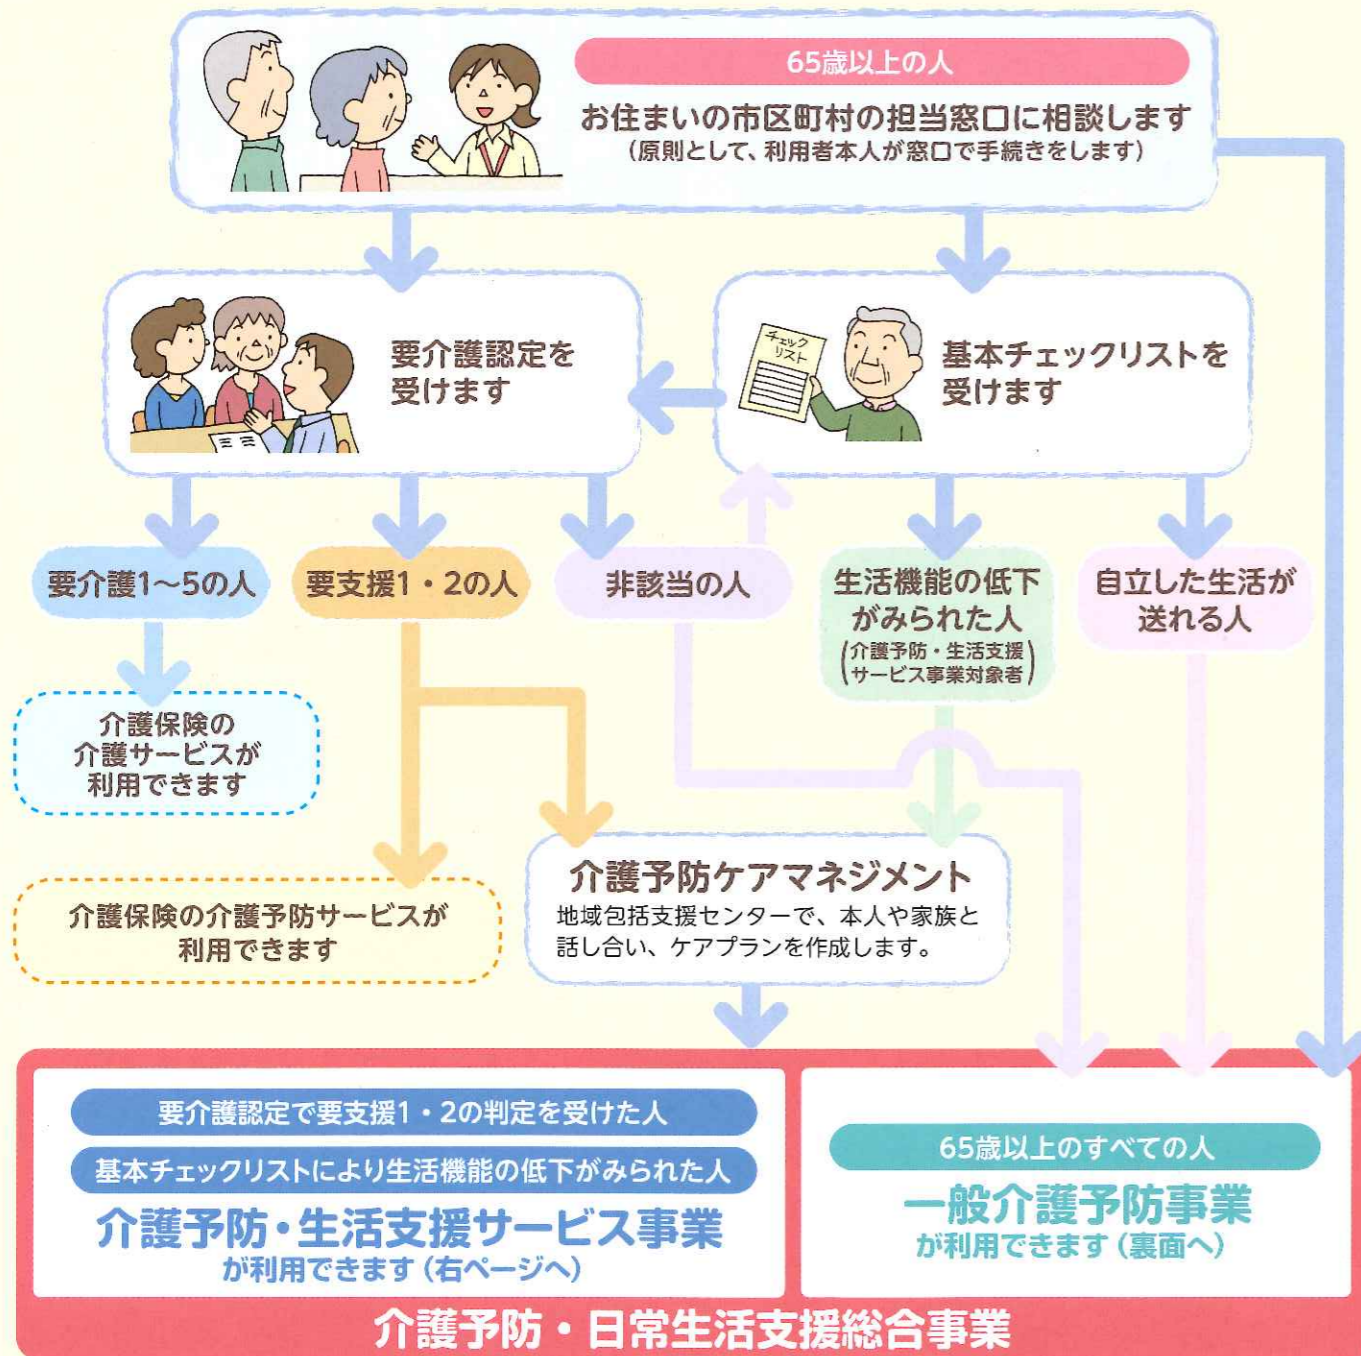 65歳以上の人
お住まいの市区町村の担当窓口に相談します
(原則として、利用者本人が窓口で手続きをします)
要介護認定を
受けます
チェック
リスト
基本チェックリストを
受けます
要介護1〜5の人
要支援1・2の人
非該当の人
生活機能の低下
がみられた人
(介護予防・生活支援
サービス事業対象者)
自立した生活が
送れる人
介護保険の
介護サービスが
利用できます
介護保険の介護予防サービスが
利用できます
介護予防ケアマネジメント
地域包括支援センターで、本人や家族と
話し合い、ケアプランを作成します。
要介護認定で要支援1・2の判定を受けた人
基本チェックリストにより生活機能の低下がみられた人
介護予防・生活支援サービス事業
が利用できます(右ページへ)
65歳以上のすべての人
一般介護予防事業
が利用できます(裏面へ)
介護予防・日常生活支援総合事業